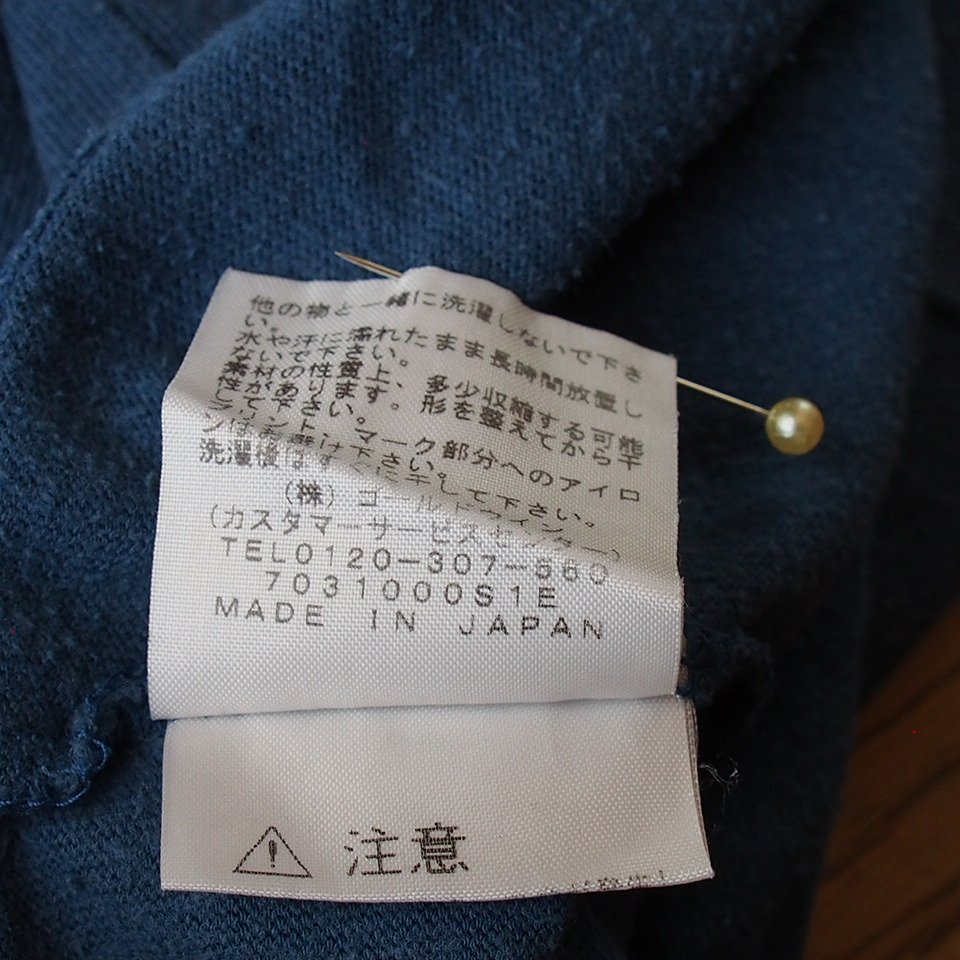 他の物と一緒に洗濯しないで下さ
い。
水や汗に濡れたまま長時間放置し
ないで下さい。
素材の性質上、多少収縮する可能
性があります。形を整えてから干
して下さい。
プリント、マーク部分へのアイロ
ンは
け下さい。
洗濯後はすぐに干して下さい。
(株)ゴールドウイン
(カスタマーサービスセンター)
TEL0120-307-560
7031000S1E
MADE IN JAPAN
注意